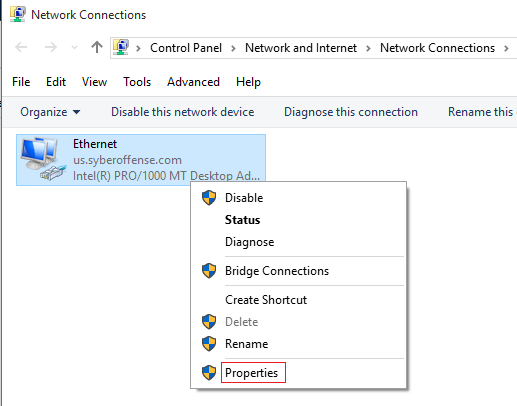 Network Connections
Control Panel > Network and Internet > Network Connections >
File Edit View Tools Advanced Help
Organize Disable this network device Diagnose this connection Rename this
Ethernet
us.syberoffense.com
Intel(R) PRO/1000 MT Desktop Ad...
Disable
Status
Diagnose
Bridge Connections
Create Shortcut
Delete
Rename
Properties